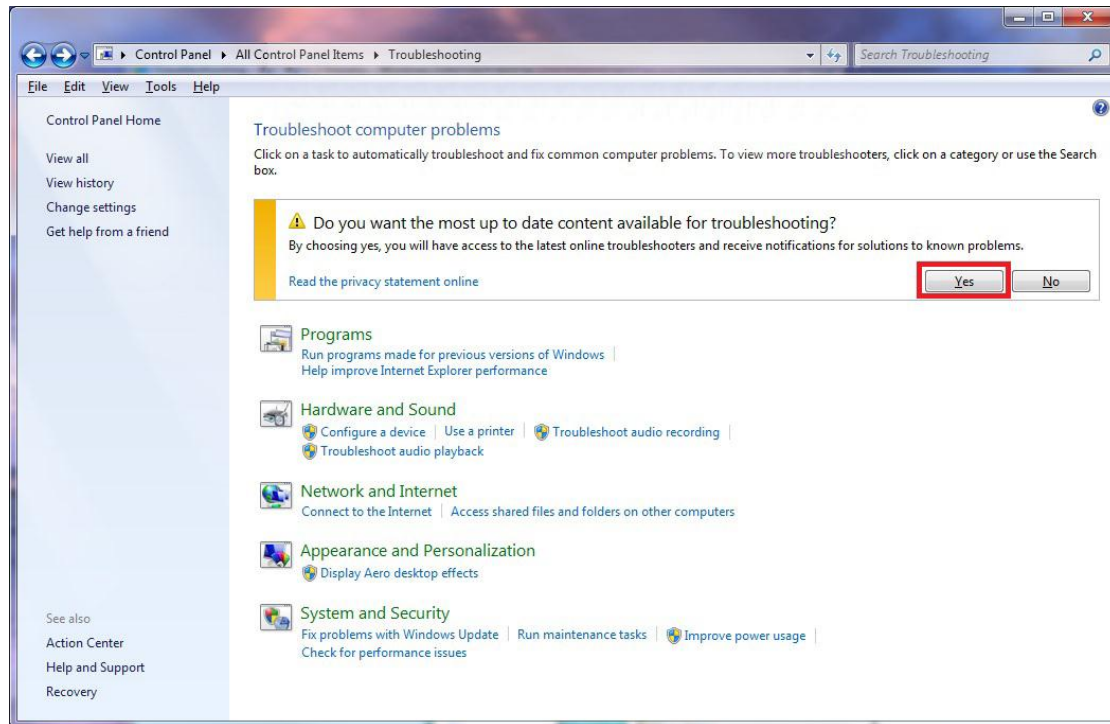 Control Panel All Control Panel Items Troubleshooting Search Troubleshooting
File Edit View Tools Help
Control Panel Home
View all
View history
Change settings
Get help from a friend
Troubleshoot computer problems
Click on a task to automatically troubleshoot and fix common computer problems. To view more troubleshooters, click on a category or use the Search
box.
Do you want the most up to date content available for troubleshooting?
By choosing yes, you will have access to the latest online troubleshooters and receive notifications for solutions to known problems.
Read the privacy statement online Yes No
Programs
Run programs made for previous versions of Windows
Help improve Internet Explorer performance
Hardware and Sound
Configure a device Use a printer Troubleshoot audio recording
Troubleshoot audio playback
Network and Internet
Connect to the Internet Access shared files and folders on other computers
Appearance and Personalization
Display Aero desktop effects
System and Security
Fix problems with Windows Update Run maintenance tasks Improve power usage
Check for performance issues
See also
Action Center
Help and Support
Recovery